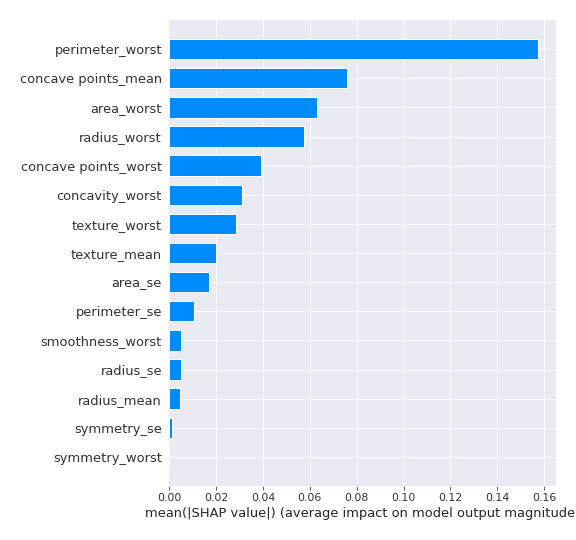 perimeter_worst
concave points_mean
area_worst
radius_worst
concave points_worst
concavity_worst
texture_worst
texture_mean
area_se
perimeter_se
smoothness_worst
radius_se
radius_mean
symmetry_se
symmetry_worst
0.00 0.02 0.04 0.06 0.08 0.10 0.12 0.14 0.16
mean(|SHAP value|) (average impact on model output magnitude